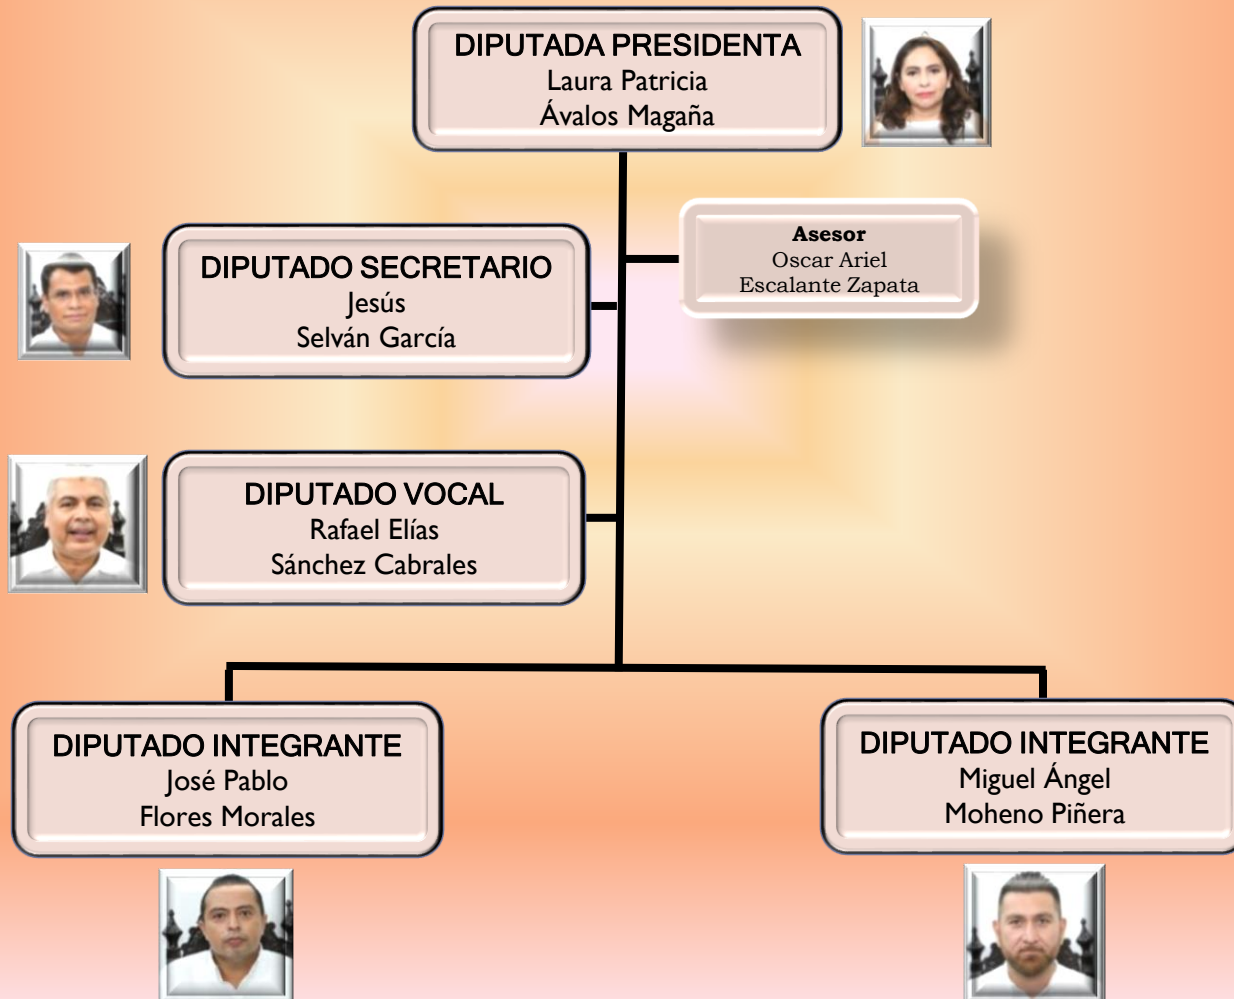 DIPUTADA PRESIDENTA
Laura Patricia
Ávalos Magaña
Asesor
Oscar Ariel
Escalante Zapata
DIPUTADO SECRETARIO
Jesús
Selván García
DIPUTADO VOCAL
Rafael Elías
Sánchez Cabrales
DIPUTADO INTEGRANTE
José Pablo
Flores Morales
DIPUTADO INTEGRANTE
Miguel Ángel
Moheno Piñera